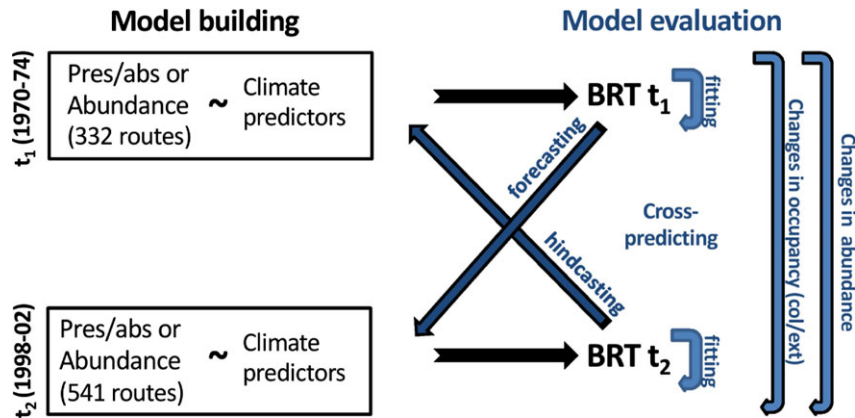 Model building
Model evaluation
t₁ (1970-74)
Pres/abs or
Abundance
(332 routes)
~
Climate
predictors
BRT t₁
fitting
forecasting
hindcasting
Cross-
predicting
Changes in occupancy (col/ext)
Changes in abundance
t₂ (1998-02)
Pres/abs or
Abundance
(541 routes)
~
Climate
predictors
BRT t₂
fitting